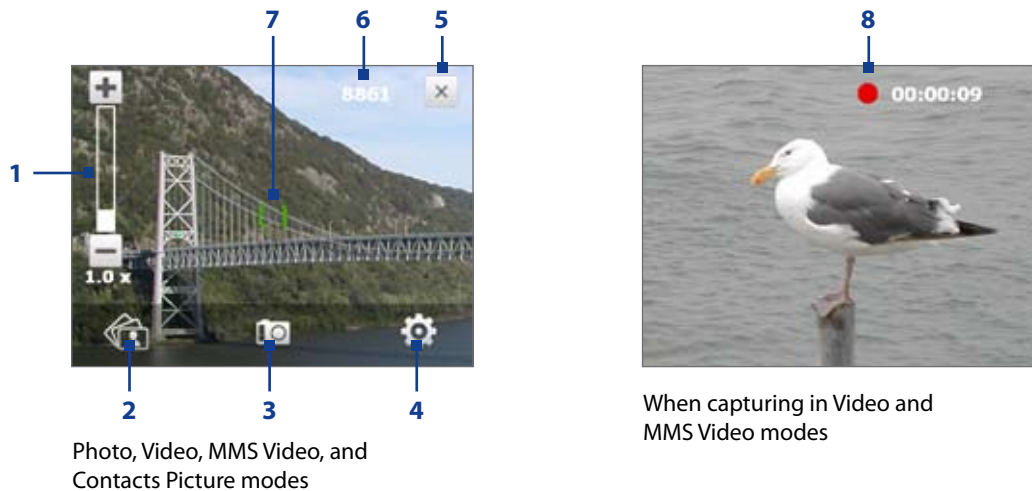 7
6
5
8
8861
00:00:09
1
1.0 x
2
3
4
Photo, Video, MMS Video, and
Contacts Picture modes
When capturing in Video and
MMS Video modes